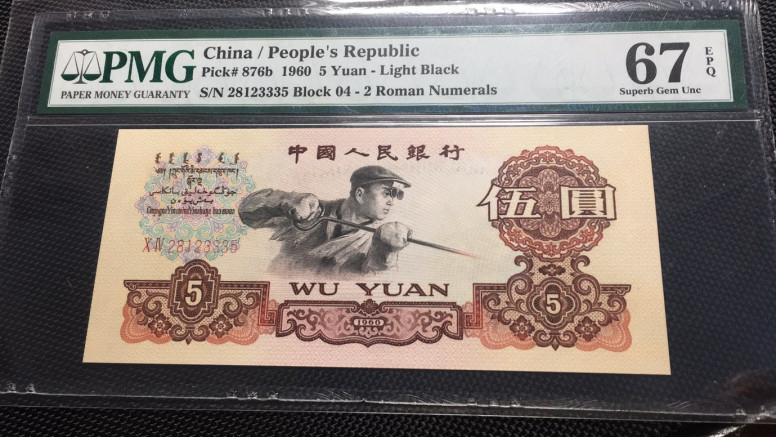 PMG
PAPER MONEY GUARANTY
China / People's Republic
Pick# 876b 1960 5 Yuan - Light Black
S/N 28123335 Block 04 - 2 Roman Numerals
67 EPQ
Superb Gem Unc
中國人民銀行
伍圓
X IV 28123335
5
WU YUAN
1960
5